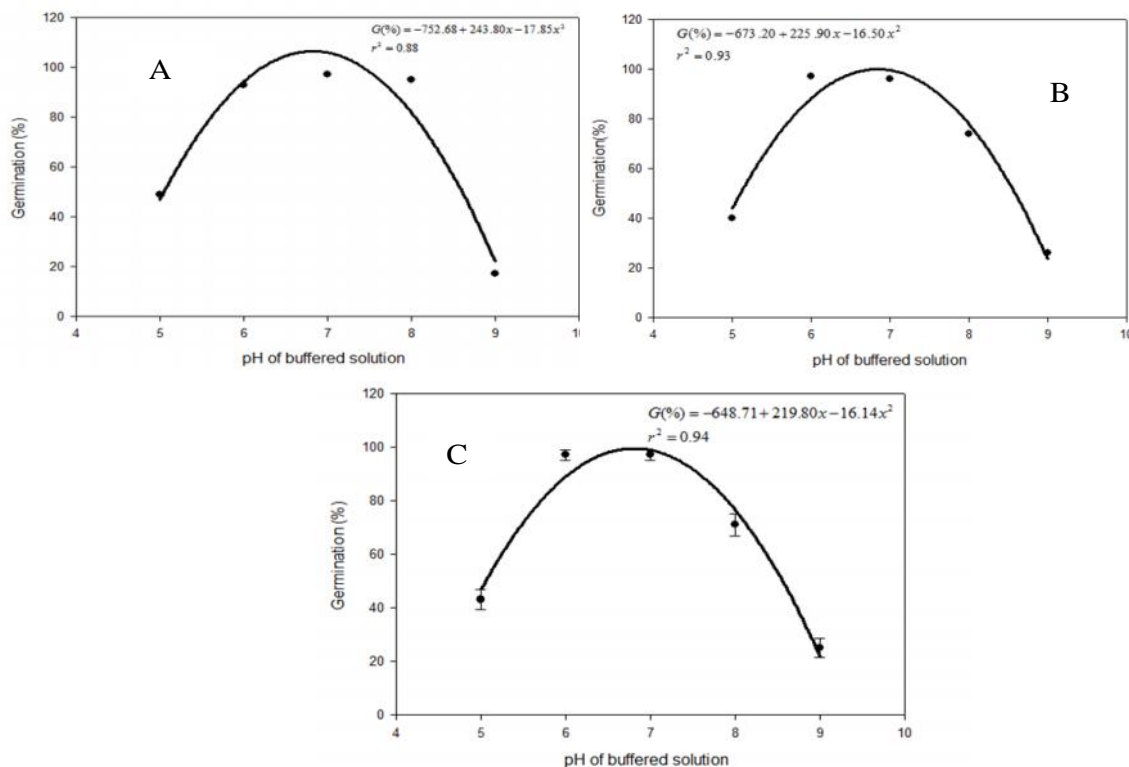 G(%) = −752.68 + 243.80x − 17.85x²
r² = 0.88
A
120
100
80
60
40
20
0
Germination (%)
4 5 6 7 8 9 10
pH of buffered solution
G(%) = −673.20 + 225.90x − 16.50x²
r² = 0.93
B
120
100
80
60
40
20
0
Germination(%)
4 5 6 7 8 9 10
pH of buffered solution
G(%) = −648.71 + 219.80x − 16.14x²
r² = 0.94
C
120
100
80
60
40
20
0
Germination (%)
4 5 6 7 8 9 10
pH of buffered solution